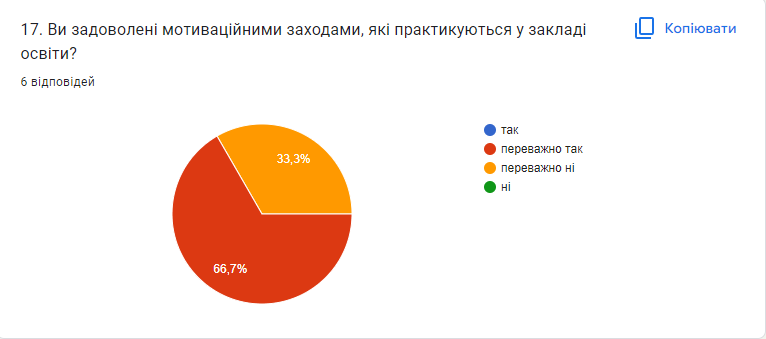 17. Ви задоволені мотиваційними заходами, які практикуються у закладі
освіти?
Копіювати
6 відповідей
так
переважно так
переважно ні
ні
33,3%
66,7%